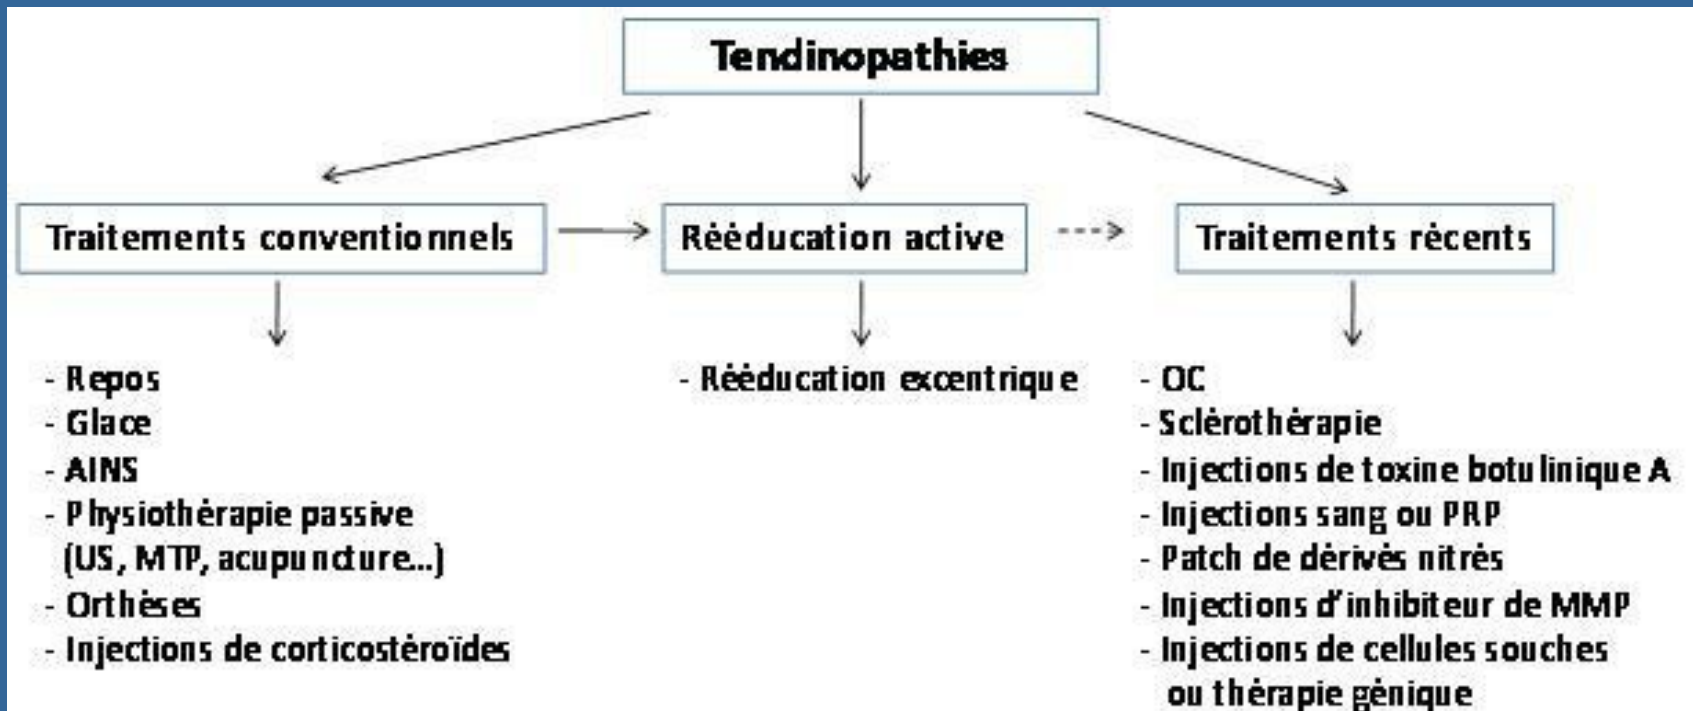 Tendinopathies
Traitements conventionnels
Rééducation active
Traitements récents
- Repos
- Glace
- AINS
- Physiothérapie passive
(US, MTP, acupuncture...)
- Orthèses
- Injections de corticostéroïdes
- Rééducation excentrique
- OC
- Sclérothérapie
- Injections de toxine botulinique A
- Injections sang ou PRP
- Patch de dérivés nitrés
- Injections d'inhibiteur de MMP
- Injections de cellules souches
ou thérapie génique